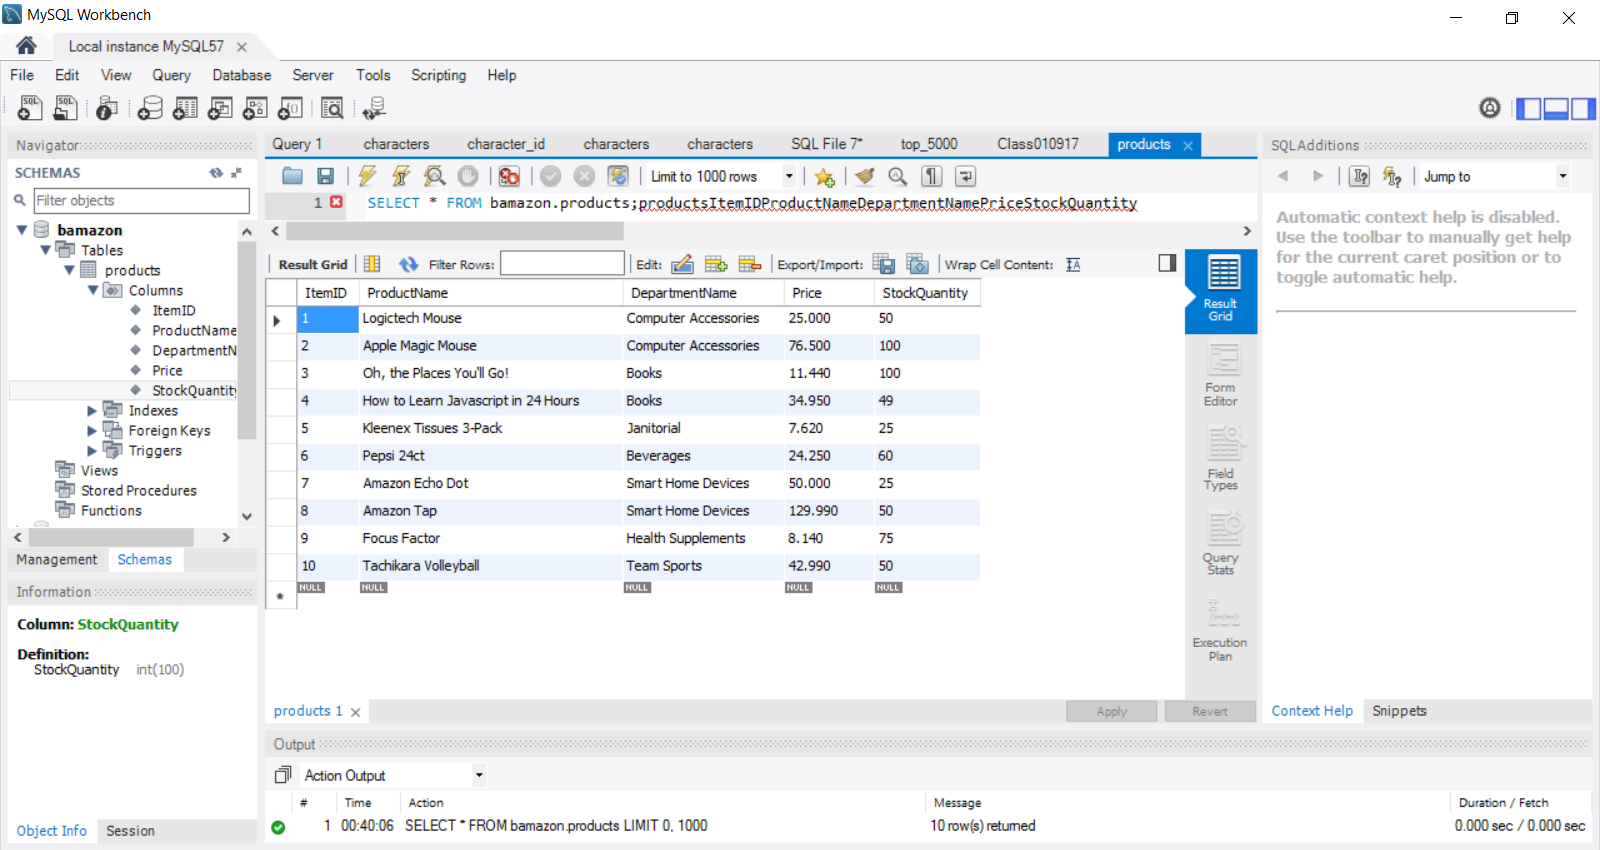 MySQL Workbench
Local instance MySQL57
File Edit View Query Database Server Tools Scripting Help
Navigator
SCHEMAS
Filter objects
bamazon
Tables
products
Columns
ItemID
ProductName
DepartmentN
Price
StockQuantity
Indexes
Foreign Keys
Triggers
Views
Stored Procedures
Functions
Management Schemas
Information
Column: StockQuantity
Definition:
StockQuantity int(100)
Object Info Session
Query 1 characters character_id characters characters SQL File 7* top_5000 Class010917 products
Limit to 1000 rows
1 SELECT * FROM bamazon.products;productsItemIDProductNameDepartmentNamePriceStockQuantity
Result Grid Filter Rows: Edit: Export/Import: Wrap Cell Content: IA
ItemID ProductName DepartmentName Price StockQuantity
1 Logictech Mouse Computer Accessories 25.000 50
2 Apple Magic Mouse Computer Accessories 76.500 100
3 Oh, the Places You'll Go! Books 11.440 100
4 How to Learn Javascript in 24 Hours Books 34.950 49
5 Kleenex Tissues 3-Pack Janitorial 7.620 25
6 Pepsi 24ct Beverages 24.250 60
7 Amazon Echo Dot Smart Home Devices 50.000 25
8 Amazon Tap Smart Home Devices 129.990 50
9 Focus Factor Health Supplements 8.140 75
10 Tachikara Volleyball Team Sports 42.990 50
* NULL NULL NULL NULL NULL
Result
Grid
Form
Editor
Field
Types
Query
Stats
Execution
Plan
products 1 Apply Revert
SQLAdditions
Jump to
Automatic context help is disabled.
Use the toolbar to manually get help
for the current caret position or to
toggle automatic help.
Context Help Snippets
Output
Action Output
# Time Action Message Duration / Fetch
1 00:40:06 SELECT * FROM bamazon.products LIMIT 0, 1000 10 row(s) returned 0.000 sec / 0.000 sec